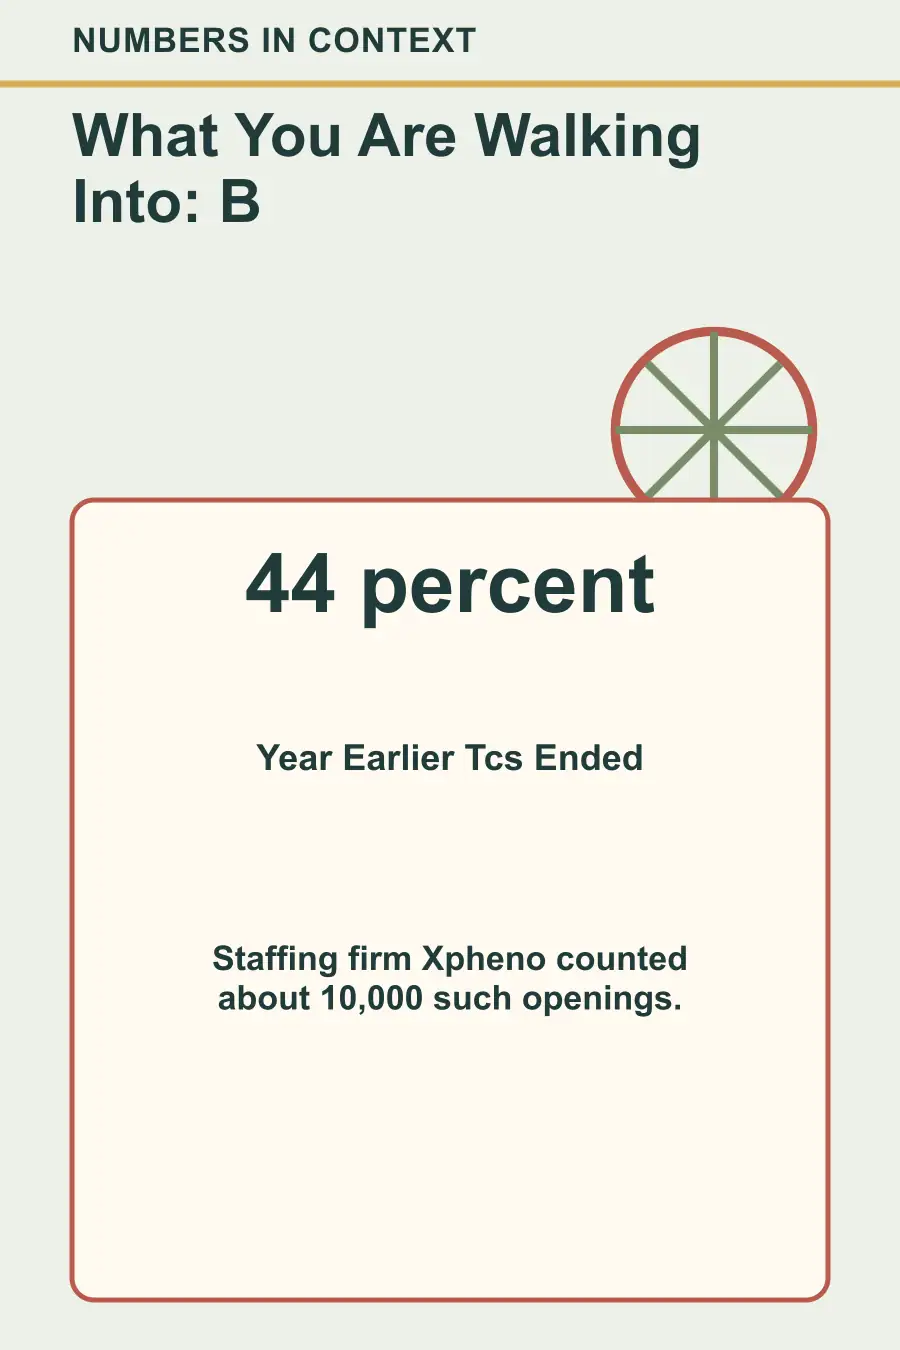 NUMBERS IN CONTEXT
What You Are Walking
Into: B
44 percent
Year Earlier Tcs Ended
Staffing firm Xpheno counted
about 10,000 such openings.